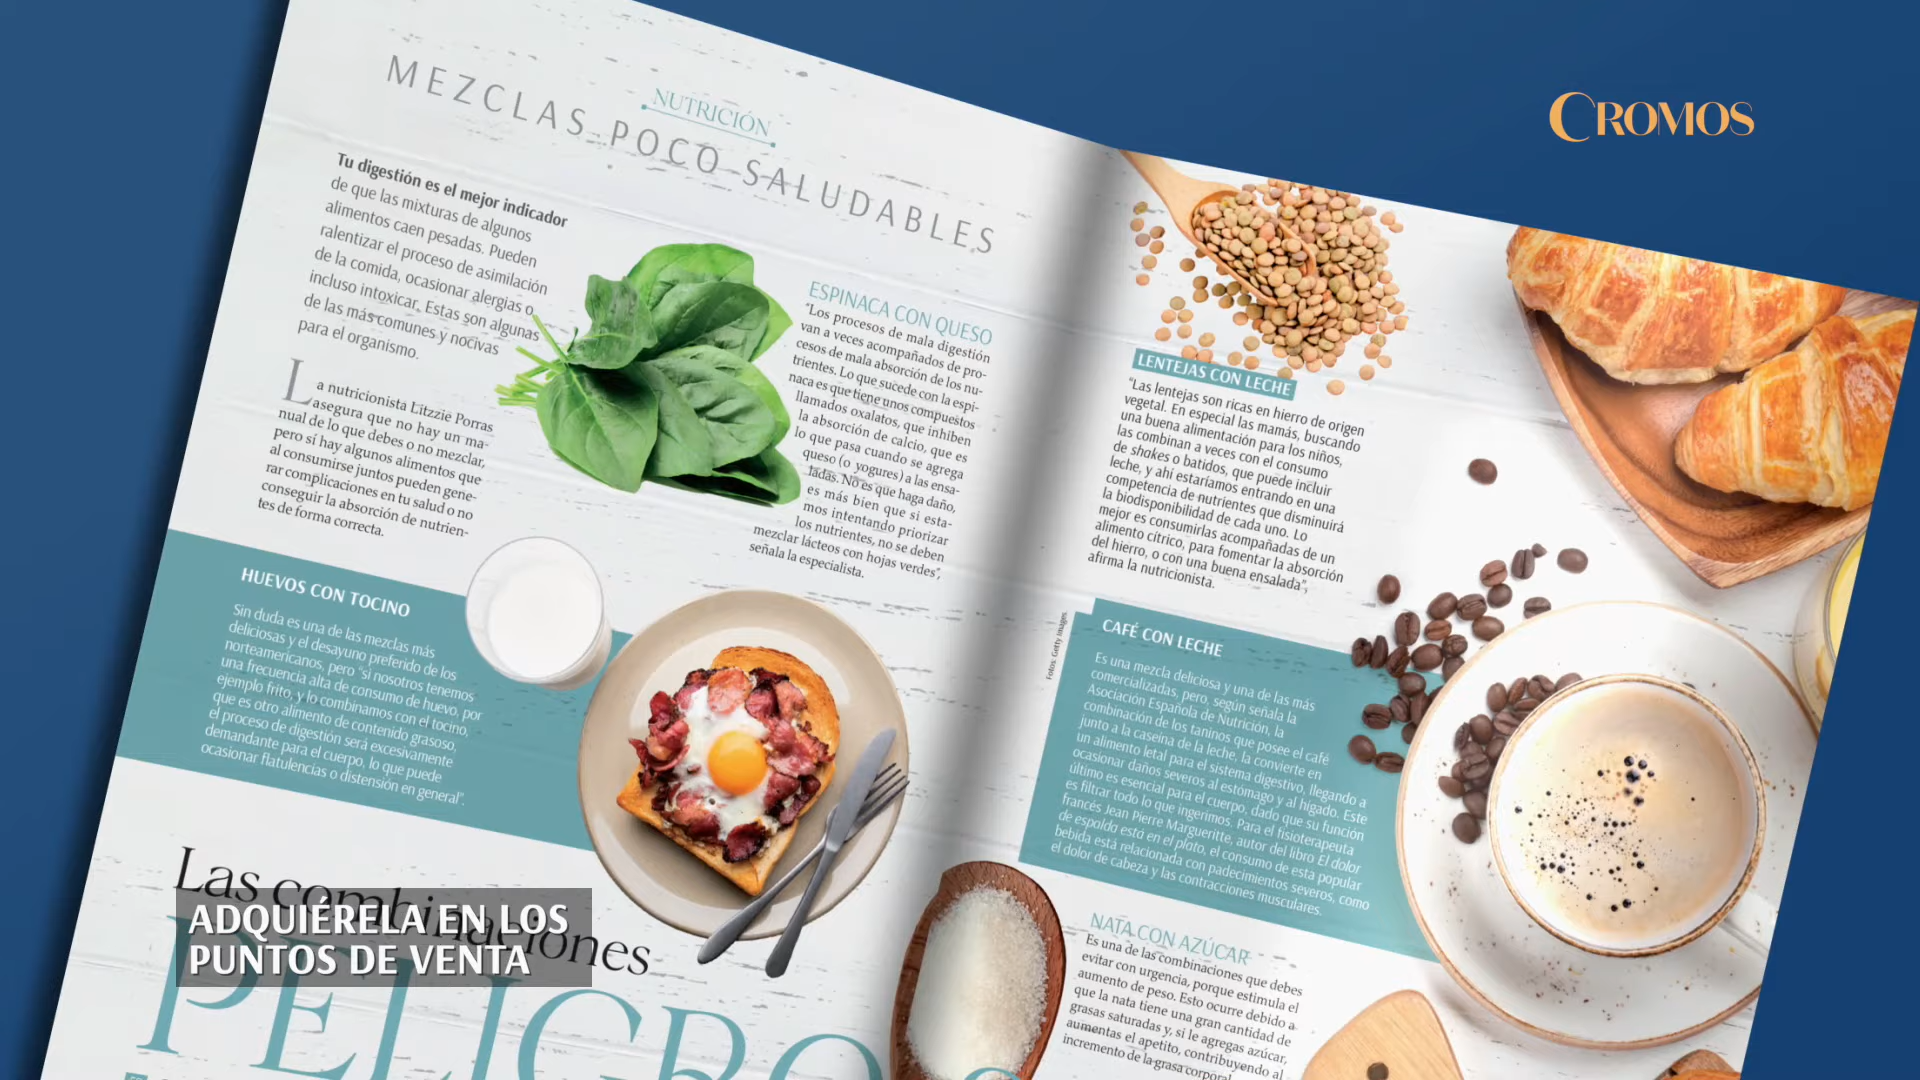 CROMOS
NUTRICIÓN
MEZCLAS POCO SALUDABLES
Tu digestión es el mejor indicador
de que las mixturas de algunos
alimentos caen pesadas. Pueden
ralentizar el proceso de asimilación
de la comida, ocasionar alergias o
incluso intoxicar. Estas son algunas
de las más comunes y nocivas
para el organismo.
La nutricionista Litzzie Porras
asegura que no hay un ma-
nual de lo que debes o no mezclar,
pero sí hay algunos alimentos que
al consumirse juntos pueden gene-
rar complicaciones en tu salud o no
conseguir la absorción de nutrien-
tes de forma correcta.
ESPINACA CON QUESO
“Los procesos de mala digestión
van a veces acompañados de pro-
cesos de mala absorción de los nu-
trientes. Lo que sucede con la espi-
naca es que tiene unos compuestos
llamados oxalatos, que inhiben
la absorción de calcio, que es
lo que pasa cuando se agrega
queso (o yogures) a las ensa-
ladas. No es que haga daño,
es más bien que si esta-
mos intentando priorizar
los nutrientes, no se deben
mezclar lácteos con hojas verdes”,
señala la especialista.
HUEVOS CON TOCINO
Sin duda es una de las mezclas más
deliciosas y el desayuno preferido de los
norteamericanos, pero “si nosotros tenemos
una frecuencia alta de consumo de huevo, por
ejemplo frito, y lo combinamos con el tocino,
que es otro alimento de contenido grasoso,
el proceso de digestión será excesivamente
demandante para el cuerpo, lo que puede
ocasionar flatulencias o distensión en general”.
Las combinaciones
PELIGRO
ADQUIÉRELA EN LOS
PUNTOS DE VENTA
LENTEJAS CON LECHE
“Las lentejas son ricas en hierro de origen
vegetal. En especial las mamás, buscando
una buena alimentación para los niños,
las combinan a veces con el consumo
de shakes o batidos, que puede incluir
leche, y ahí estaríamos entrando en una
competencia de nutrientes que disminuirá
la biodisponibilidad de cada uno. Lo
mejor es consumirlas acompañadas de un
alimento cítrico, para fomentar la absorción
del hierro, o con una buena ensalada”,
afirma la nutricionista.
Fotos: Getty Images.
CAFÉ CON LECHE
Es una mezcla deliciosa y una de las más
comercializadas, pero, según señala la
Asociación Española de Nutrición, la
combinación de los taninos que posee el café
junto a la caseína de la leche, la convierte en
un alimento letal para el sistema digestivo, llegando a
ocasionar daños severos al estómago y al hígado. Este
último es esencial para el cuerpo, dado que su función
es filtrar todo lo que ingerimos. Para el fisioterapeuta
francés Jean Pierre Margueritte, autor del libro El dolor
de espalda está en el plato, el consumo de esta popular
bebida está relacionada con padecimientos severos, como
el dolor de cabeza y las contracciones musculares.
NATA CON AZÚCAR
Es una de las combinaciones que debes
evitar con urgencia, porque estimula el
aumento de peso. Esto ocurre debido a
que la nata tiene una gran cantidad de
grasas saturadas y, si le agregas azúcar,
aumentas el apetito, contribuyendo al
incremento de la grasa corporal